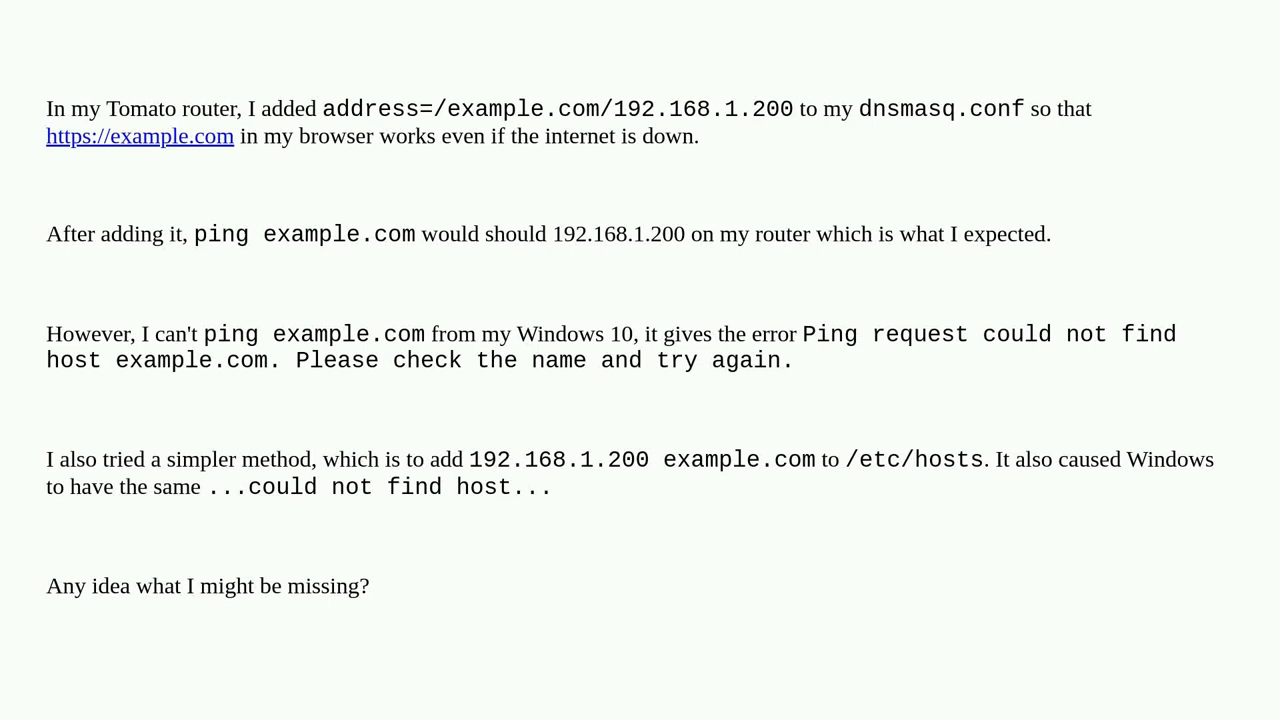 In my Tomato router, I added address=/example.com/192.168.1.200 to my dnsmasq.conf so that
https://example.com in my browser works even if the internet is down.
After adding it, ping example.com would should 192.168.1.200 on my router which is what I expected.
However, I can't ping example.com from my Windows 10, it gives the error Ping request could not find
host example.com. Please check the name and try again.
I also tried a simpler method, which is to add 192.168.1.200 example.com to /etc/hosts. It also caused Windows
to have the same ...could not find host...
Any idea what I might be missing?